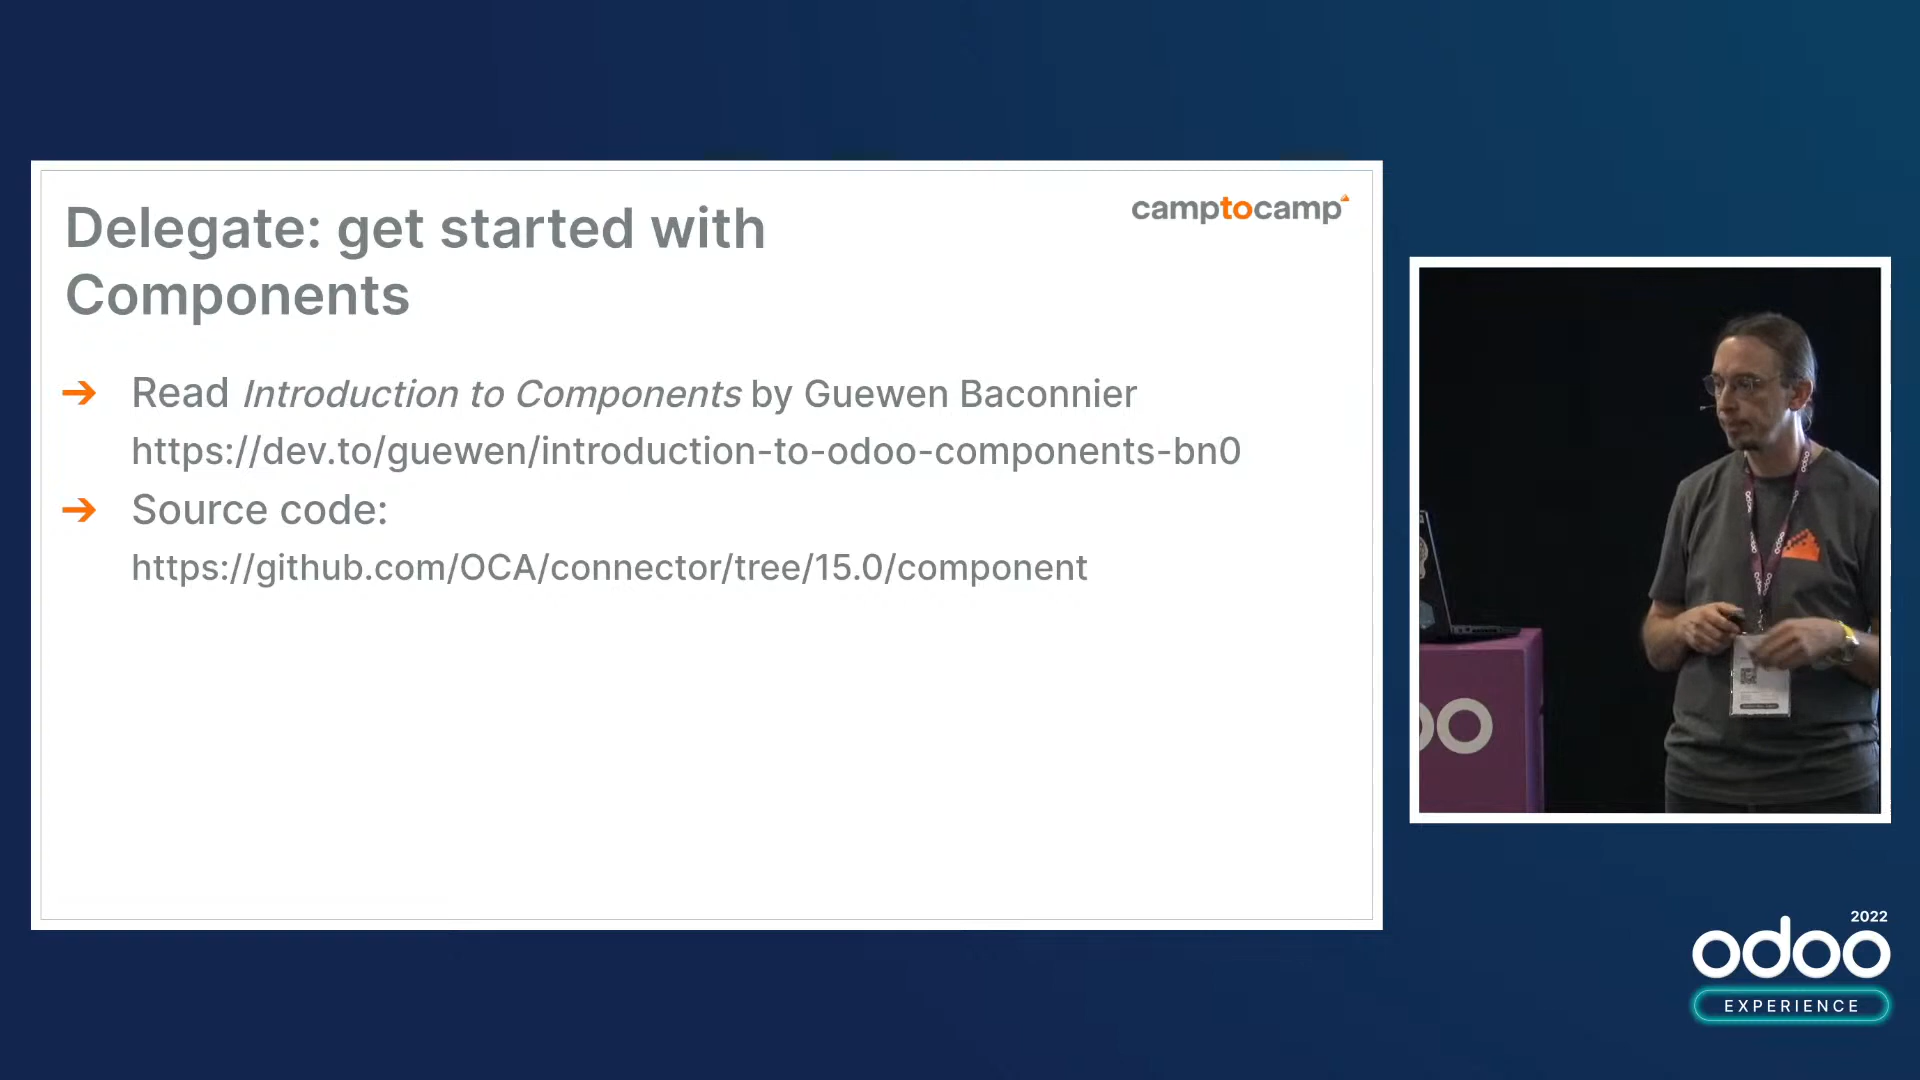 Delegate: get started with
Components
camptocamp
➔ Read Introduction to Components by Guewen Baconnier
https://dev.to/guewen/introduction-to-odoo-components-bn0
➔ Source code:
https://github.com/OCA/connector/tree/15.0/component
2022
odoo
EXPERIENCE